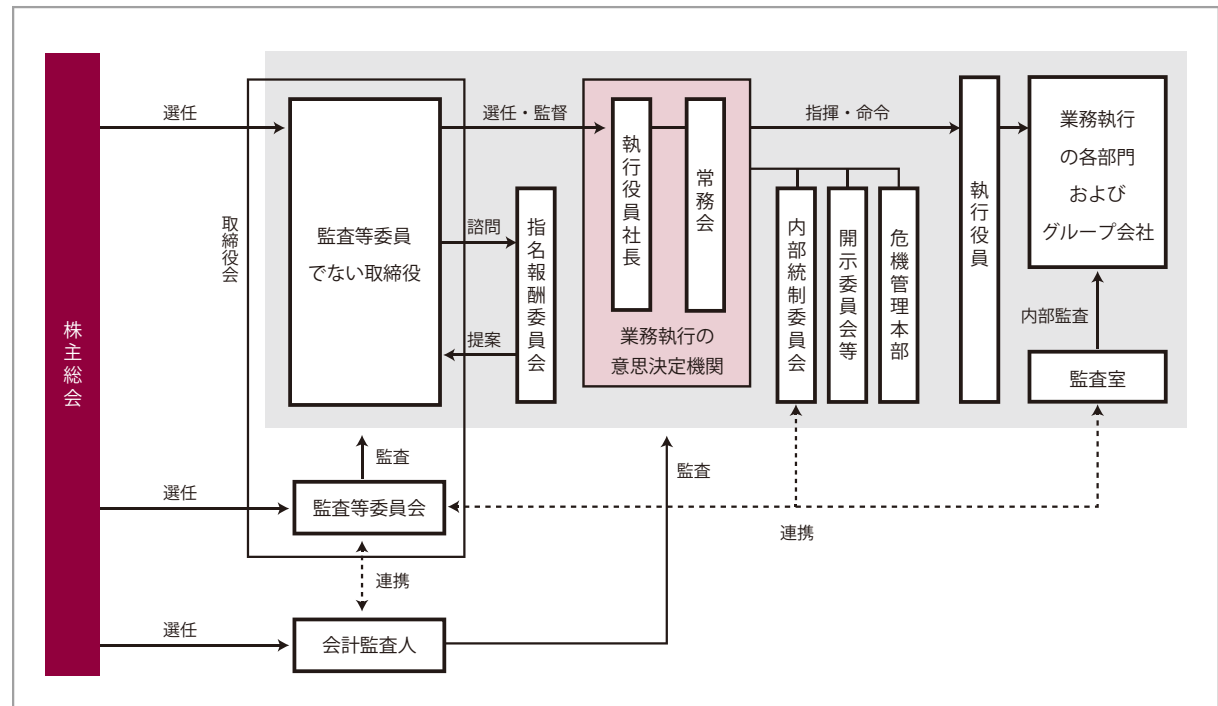 株主総会
選任
選任
選任
取締役会
監査等委員
でない取締役
監査
監査等委員会
連携
会計監査人
選任・監督
諮問
提案
指名報酬委員会
執行役員社長
常務会
業務執行の
意思決定機関
指揮・命令
内部統制委員会
開示委員会等
危機管理本部
執行役員
業務執行
の各部門
および
グループ会社
内部監査
監査室
監査
連携